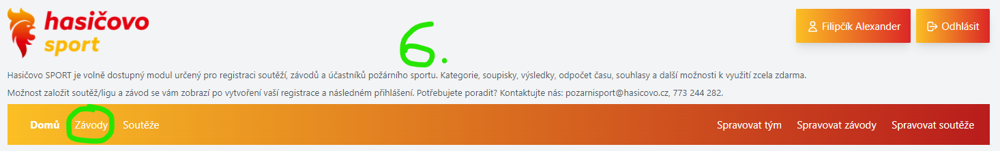 hasičovo
sport
6.
Filipčík Alexander
Odhlásit
Hasičovo SPORT je volně dostupný modul určený pro registraci soutěží, závodů a účastníků požárního sportu. Kategorie, soupisky, výsledky, odpočet času, souhlasy a další možnosti k využití zcela zdarma.
Možnost založit soutěž/ligu a závod se vám zobrazí po vytvoření vaší registrace a následném přihlášení. Potřebujete poradit? Kontaktujte nás: pozarnisport@hasicovo.cz, 773 244 282.
Domů Závody Soutěže Spravovat tým Spravovat závody Spravovat soutěže